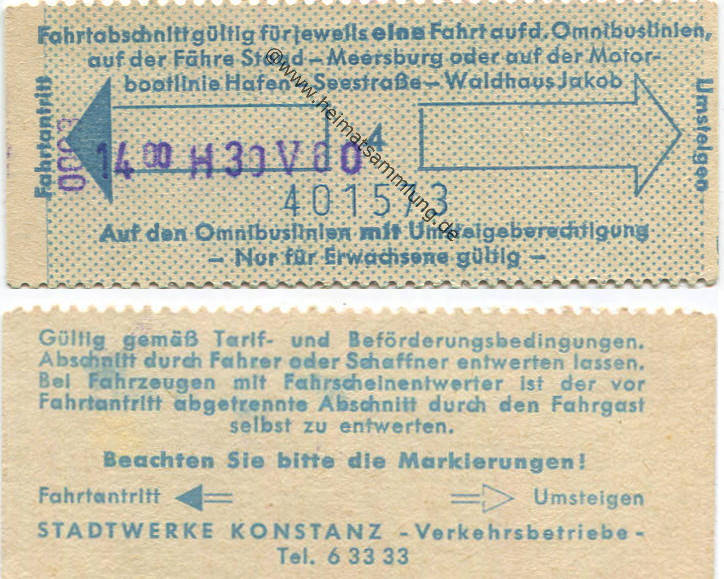 Fahrtabschnitt gültig für jeweils eine Fahrt auf d. Omnibuslinien,
auf der Fähre Staad – Meersburg oder auf der Motor-
bootlinie Hafen – Seestraße – Waldhaus Jakob
Fahrtantritt
Umsteigen
4
0003
14 00 H 30 V 60
401573
Auf den Omnibuslinien mit Umsteigeberechtigung
– Nur für Erwachsene gültig –
@www.heimatsammlung.de
Gültig gemäß Tarif- und Beförderungsbedingungen.
Abschnitt durch Fahrer oder Schaffner entwerten lassen.
Bei Fahrzeugen mit Fahrscheinentwerter ist der vor
Fahrtantritt abgetrennte Abschnitt durch den Fahrgast
selbst zu entwerten.
Beachten Sie bitte die Markierungen!
Fahrtantritt Umsteigen
STADTWERKE KONSTANZ - Verkehrsbetriebe -
Tel. 6 33 33